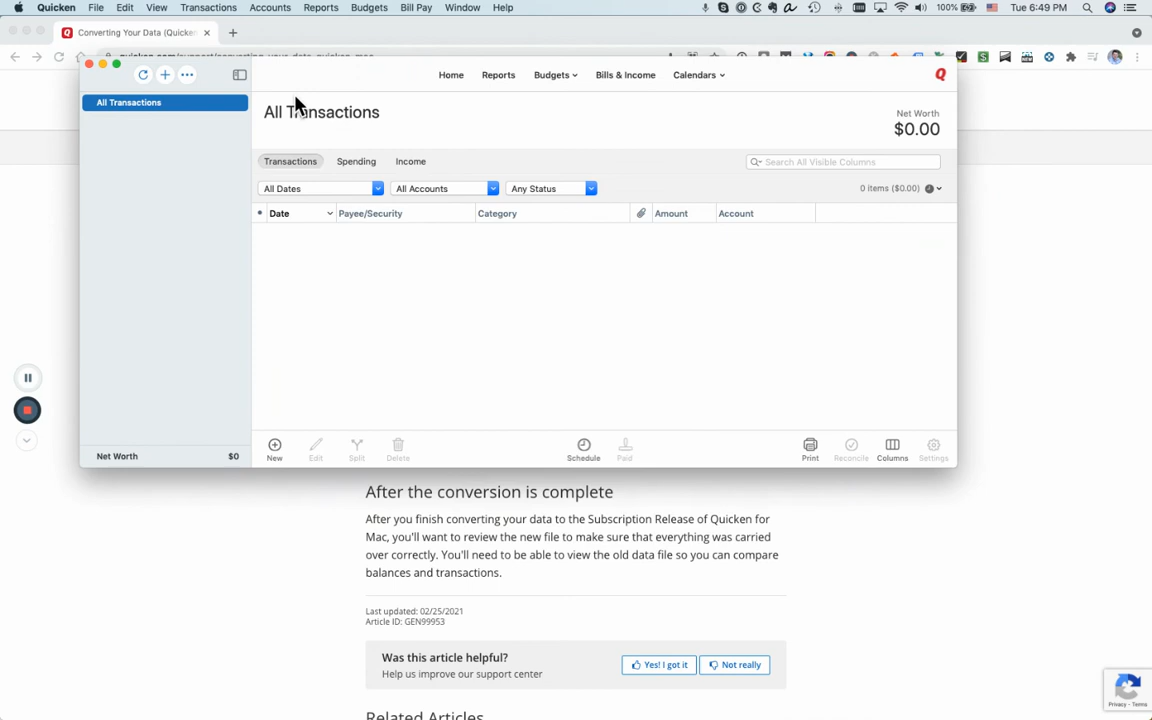 Quicken File Edit View Transactions Accounts Reports Budgets Bill Pay Window Help 100% Tue 6:49 PM
Converting Your Data (Quicken
Home Reports Budgets Bills & Income Calendars
All Transactions
All Transactions
Net Worth
$0.00
Transactions Spending Income
Search All Visible Columns
All Dates All Accounts Any Status 0 items ($0.00)
Date Payee/Security Category Amount Account
Net Worth $0
New Edit Split Delete Schedule Paid Print Reconcile Columns Settings
After the conversion is complete
After you finish converting your data to the Subscription Release of Quicken for
Mac, you'll want to review the new file to make sure that everything was carried
over correctly. You'll need to be able to view the old data file so you can compare
balances and transactions.
Last updated: 02/25/2021
Article ID: GEN99953
Was this article helpful?
Help us improve our support center
Yes! I got it
Not really
Privacy - Terms
Related Articles